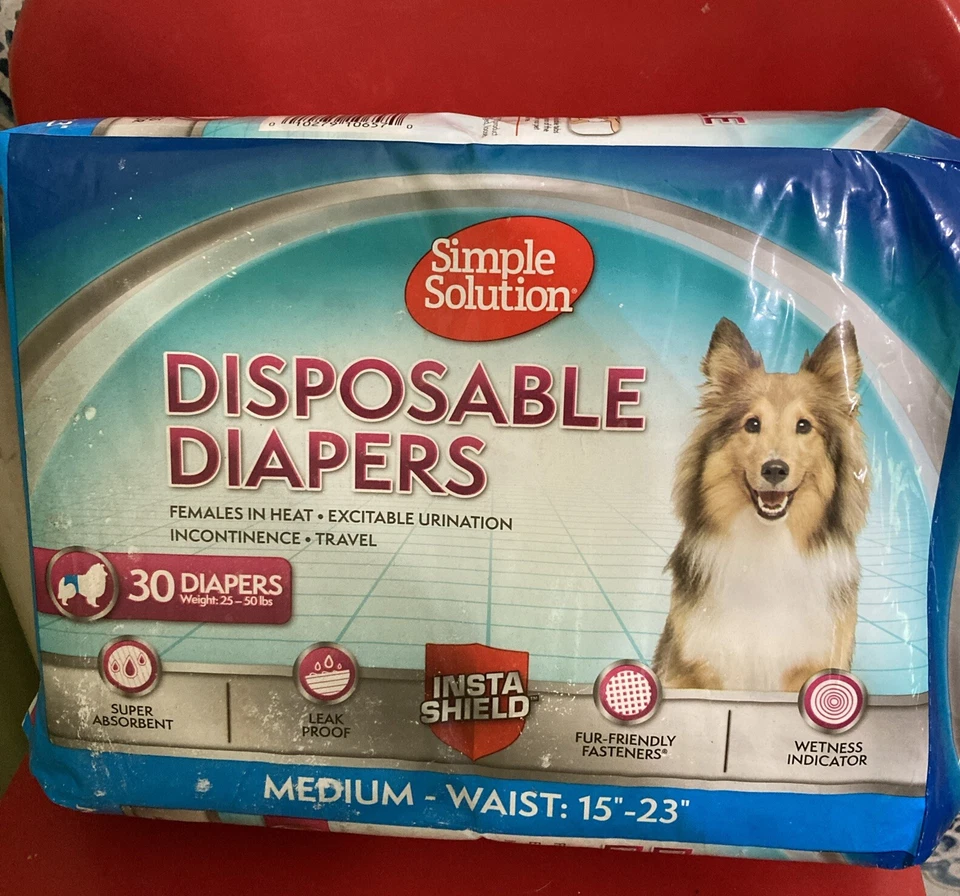 Simple
Solution®
DISPOSABLE
DIAPERS
FEMALES IN HEAT • EXCITABLE URINATION
INCONTINENCE • TRAVEL
30 DIAPERS
Weight: 25 – 50 lbs
SUPER
ABSORBENT
LEAK
PROOF
INSTA
SHIELD™
FUR-FRIENDLY
FASTENERS®
WETNESS
INDICATOR
MEDIUM - WAIST: 15"-23"